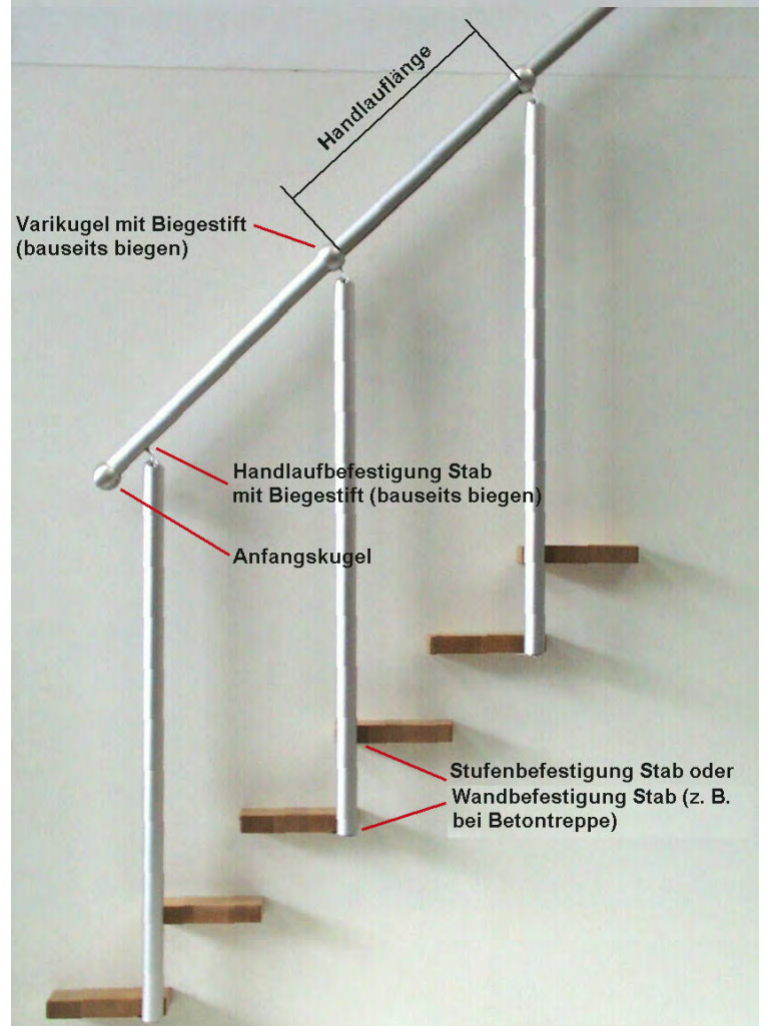 Handlauflänge
Varikugel mit Biegestift
(bauseits biegen)
Handlaufbefestigung Stab
mit Biegestift (bauseits biegen)
Anfangskugel
Stufenbefestigung Stab oder
Wandbefestigung Stab (z. B.
bei Betontreppe)